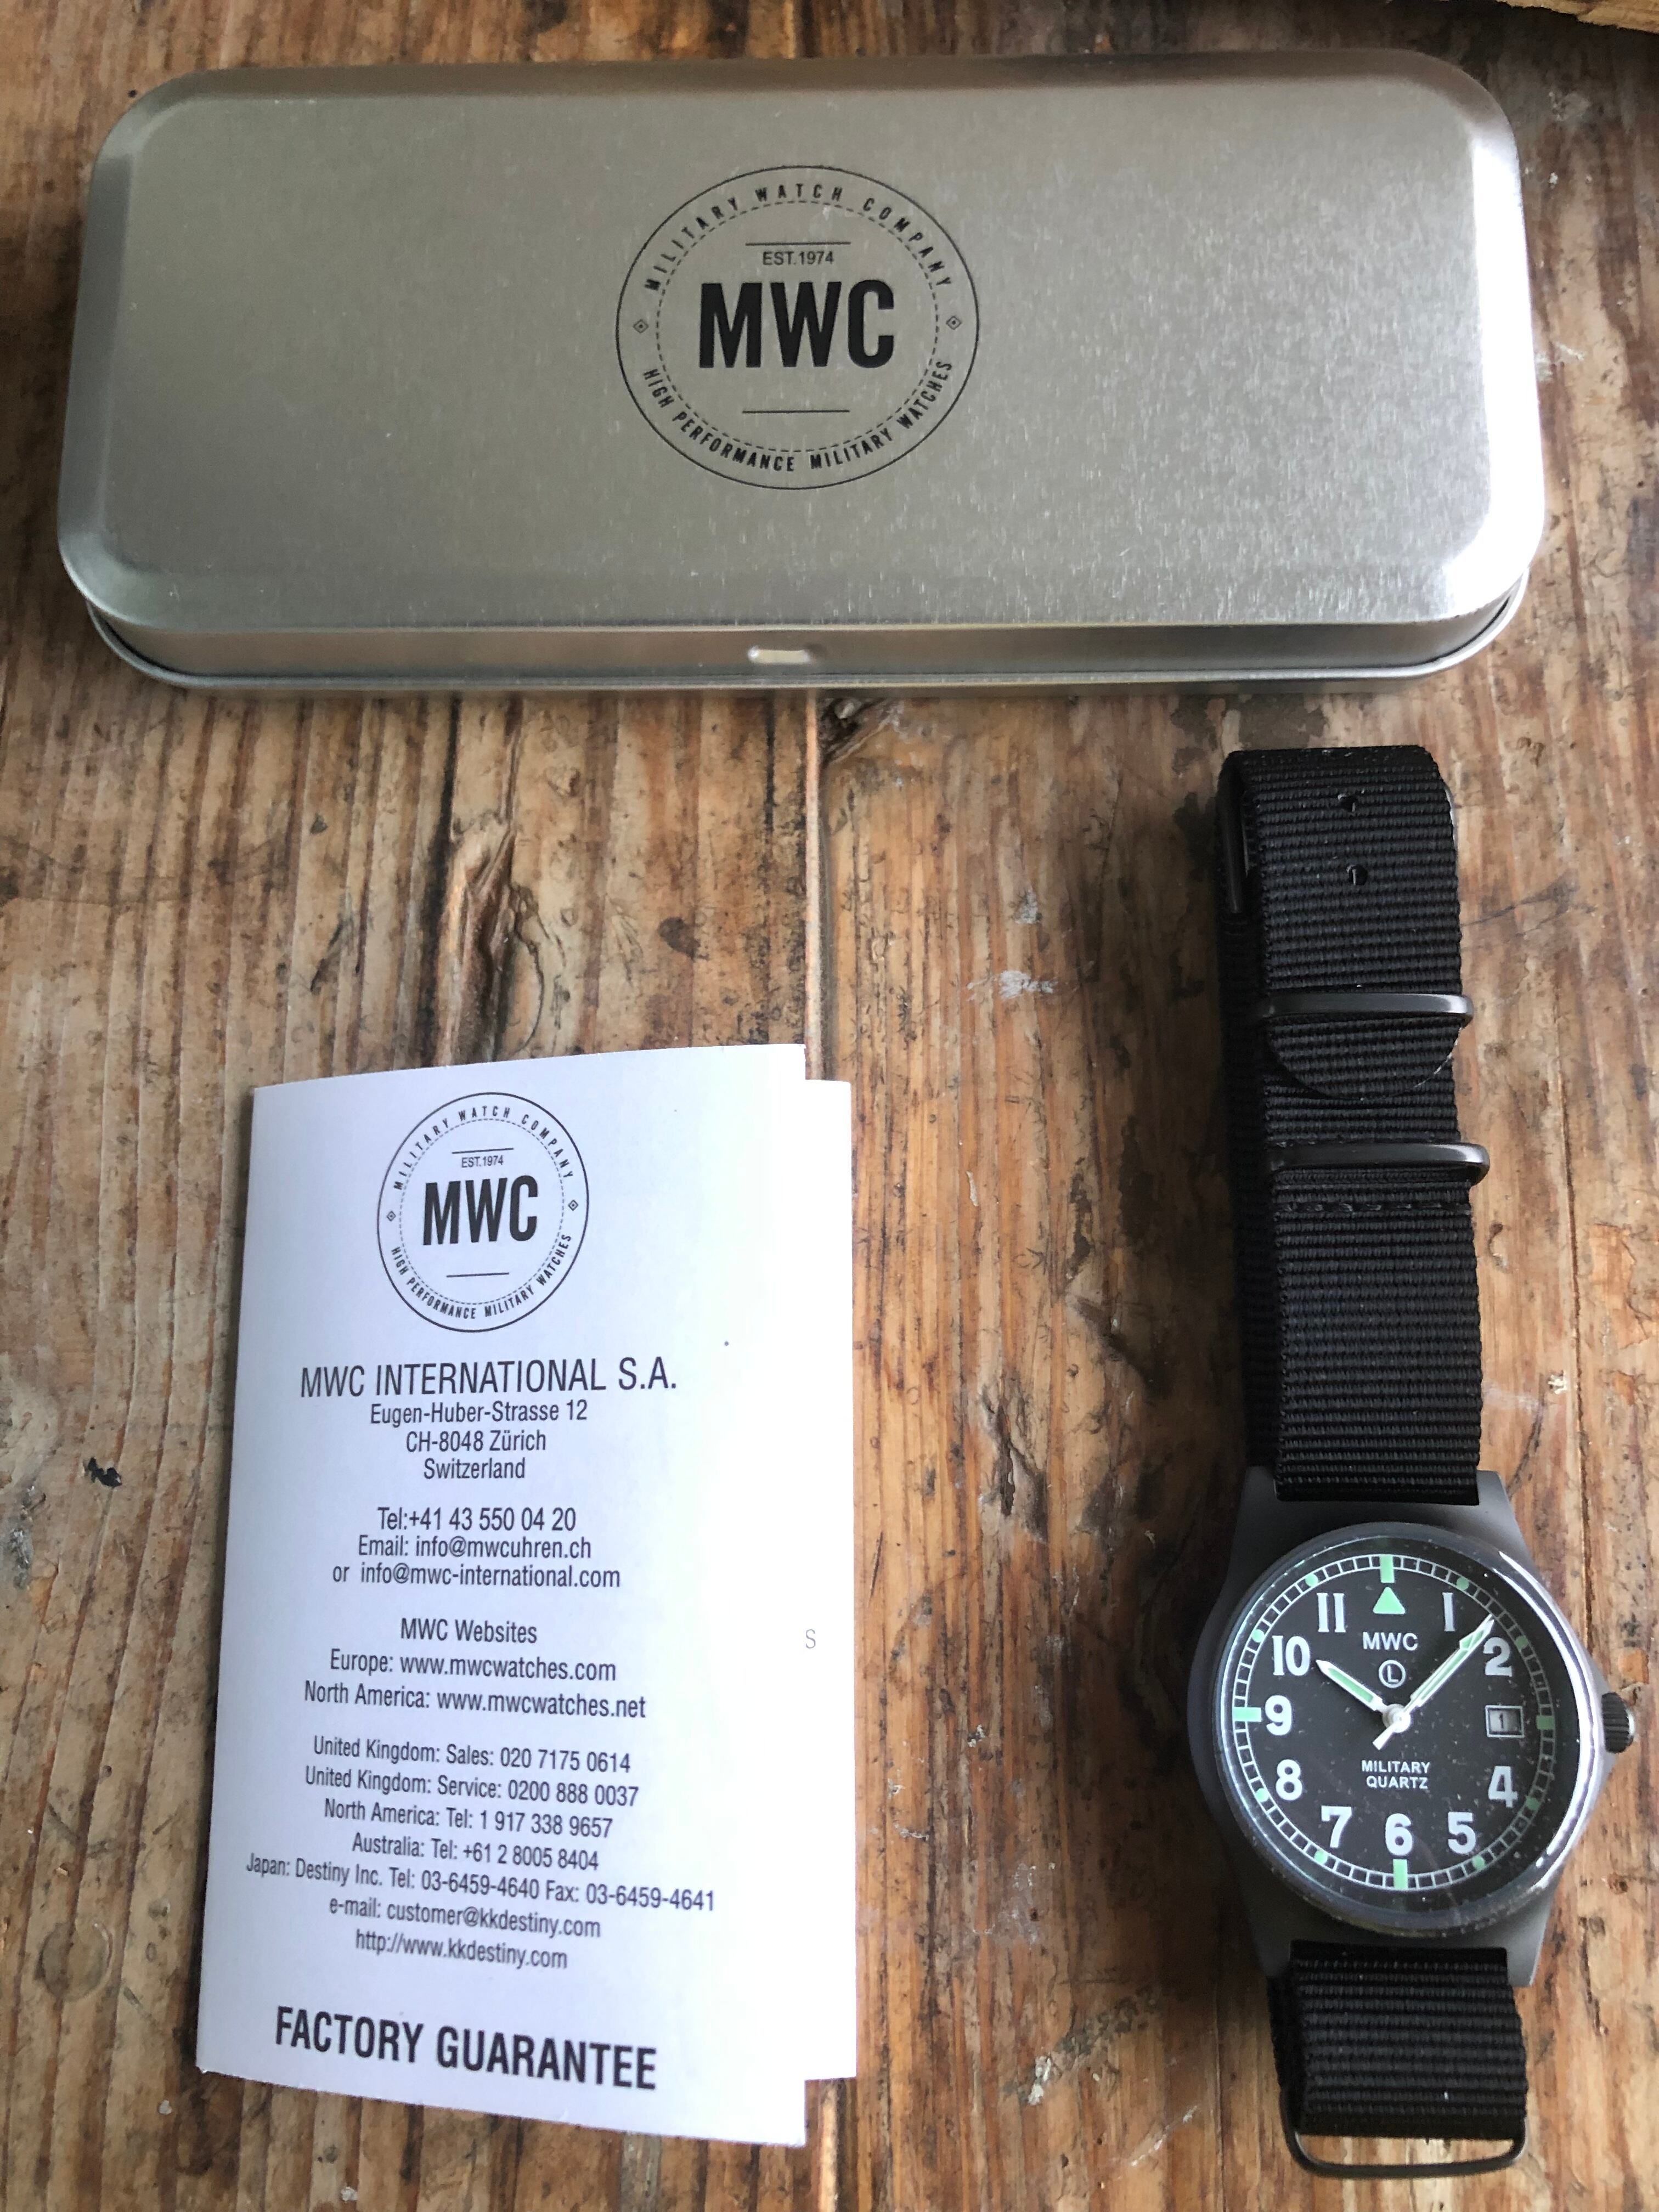 MILITARY WATCH COMPANY
EST.1974
MWC
HIGH PERFORMANCE MILITARY WATCHES
MILITARY WATCH COMPANY
EST.1974
MWC
HIGH PERFORMANCE MILITARY WATCHES
MWC INTERNATIONAL S.A.
Eugen-Huber-Strasse 12
CH-8048 Zürich
Switzerland
Tel:+41 43 550 04 20
Email: info@mwcuhren.ch
or info@mwc-international.com
MWC Websites
Europe: www.mwcwatches.com
North America: www.mwcwatches.net
United Kingdom: Sales: 020 7175 0614
United Kingdom: Service: 0200 888 0037
North America: Tel: 1 917 338 9657
Australia: Tel: +61 2 8005 8404
Japan: Destiny Inc. Tel: 03-6459-4640 Fax: 03-6459-4641
e-mail: customer@kkdestiny.com
http://www.kkdestiny.com
FACTORY GUARANTEE
S
11 1
MWC
10 2
L
9 1
MILITARY
QUARTZ
8 4
7 6 5